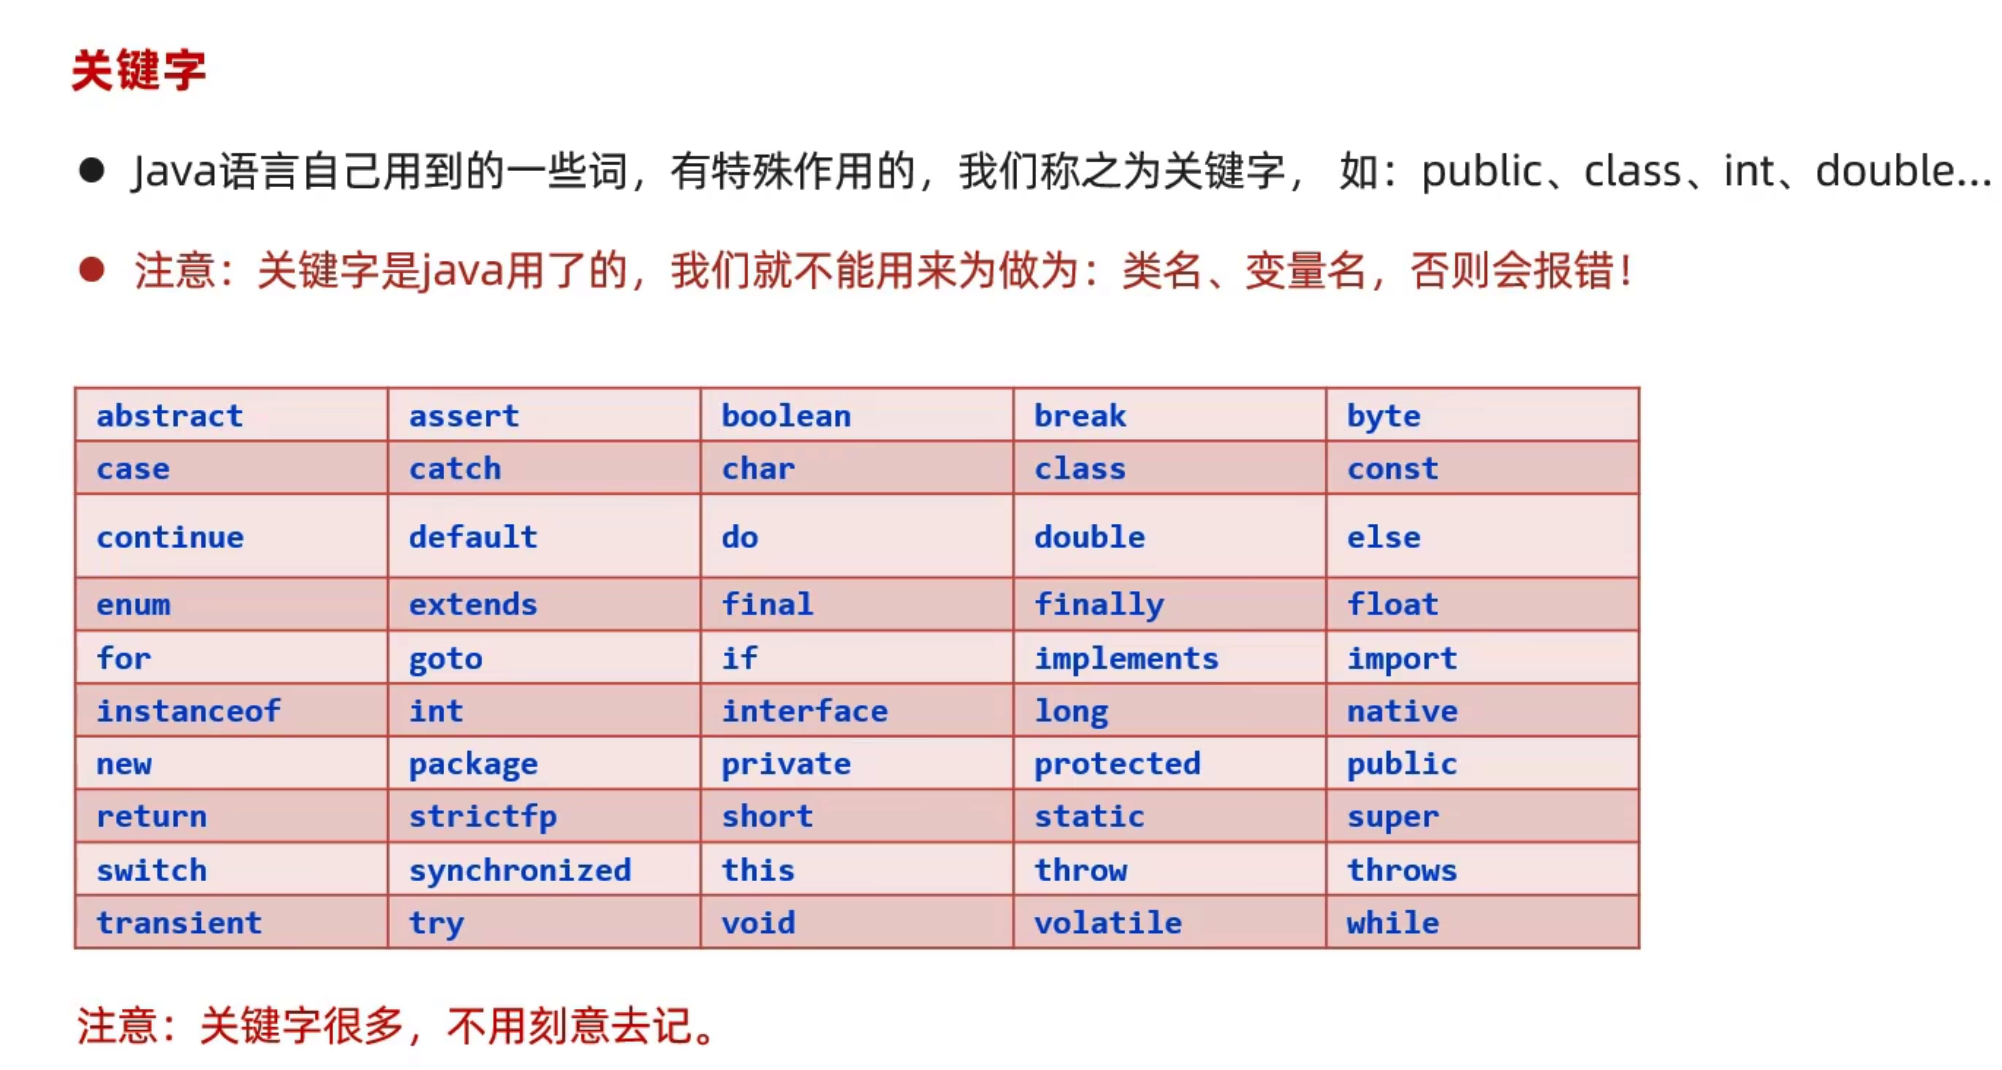 关键字
● Java语言自己用到的一些词，有特殊作用的，我们称之为关键字， 如：public、class、int、double...
● 注意：关键字是java用了的，我们就不能用来为做为：类名、变量名，否则会报错！
abstract assert boolean break byte
case catch char class const
continue default do double else
enum extends final finally float
for goto if implements import
instanceof int interface long native
new package private protected public
return strictfp short static super
switch synchronized this throw throws
transient try void volatile while
注意：关键字很多，不用刻意去记。